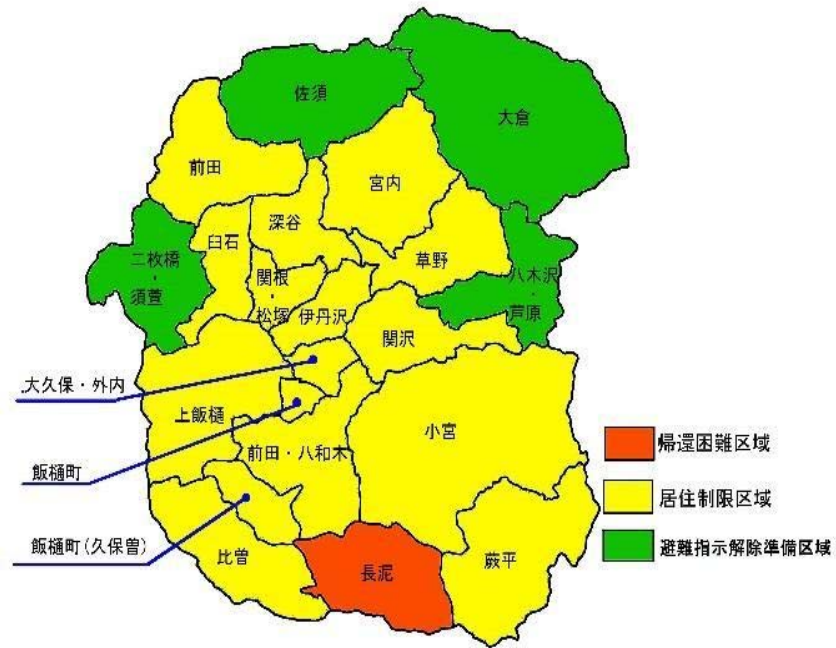 佐須
大倉
前田
宮内
深谷
臼石
草野
二枚橋
・
須萱
八木沢
・
芦原
関根
・
松塚
伊丹沢
関沢
.大久保・外内
上飯樋
小宮
前田・八和木
飯樋町
飯樋町(久保曽)
比曽
長泥
蕨平
帰還困難区域
居住制限区域
避難指示解除準備区域